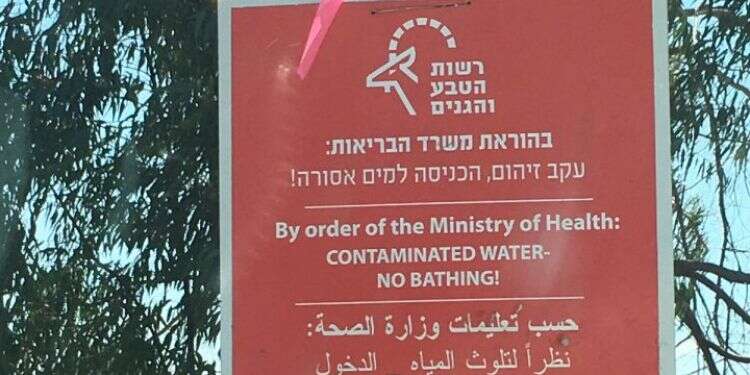 רשות
הטבע
והגנים
בהוראת משרד הבריאות:
עקב זיהום, הכניסה למים אסורה!
By order of the Ministry of Health:
CONTAMINATED WATER-
NO BATHING!
حسب تعليمات وزارة الصحة:
نظراً لتلوث المياه الدخول